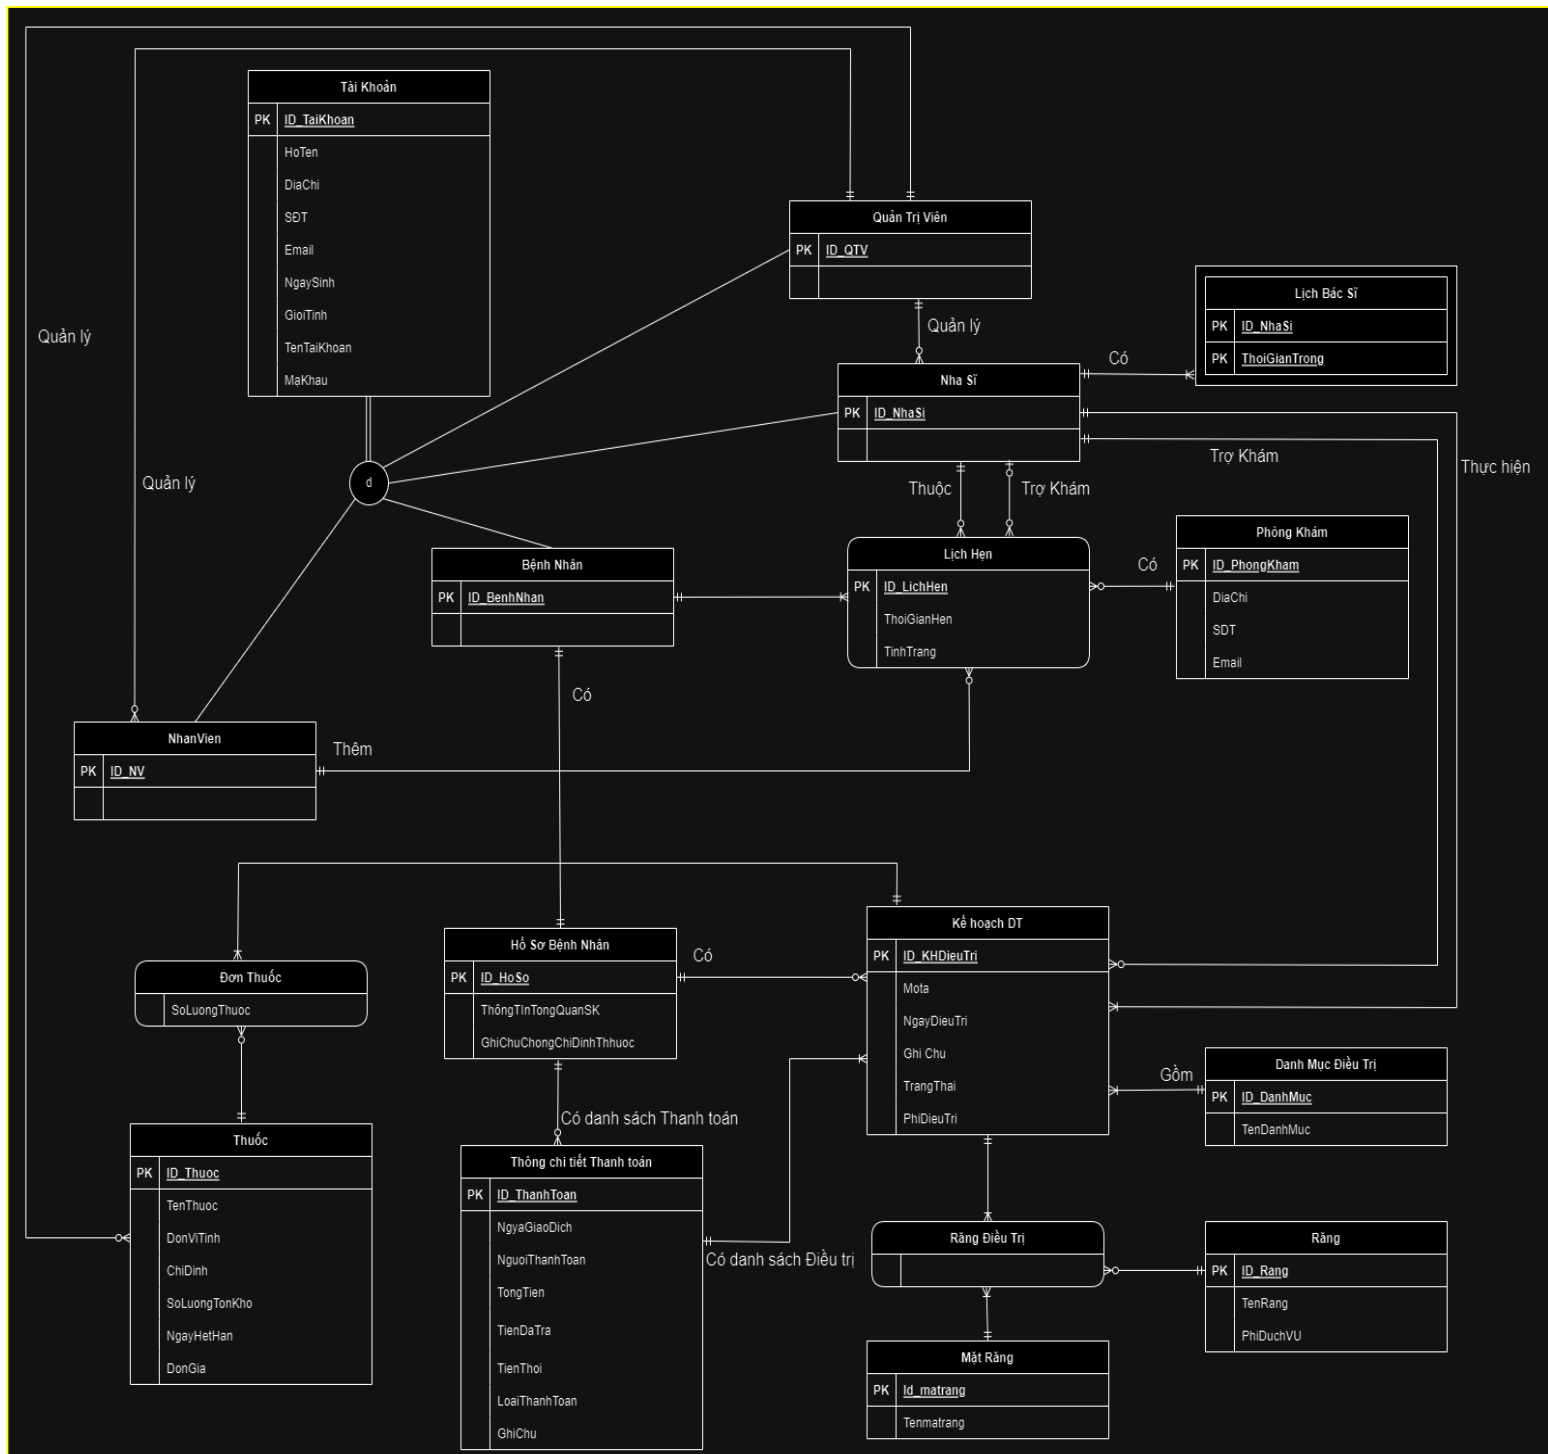 Tài Khoản
PK ID_TaiKhoan
HoTen
DiaChi
SĐT
Email
NgaySinh
GioiTinh
TenTaiKhoan
MạKhau
Quản Trị Viên
PK ID_QTV
Lịch Bác Sĩ
PK ID_NhaSi
PK ThoiGianTrong
Quản lý
Quản lý
Có
Nha Sĩ
PK ID_NhaSi
Trợ Khám
Thực hiện
Quản lý
d
Thuộc
Trợ Khám
Phòng Khám
PK ID_PhongKham
DiaChi
SDT
Email
Lịch Hẹn
PK ID_LichHen
ThoiGianHen
TinhTrang
Có
Bệnh Nhân
PK ID_BenhNhan
Có
NhanVien
PK ID_NV
Thêm
Kế hoạch DT
PK ID_KHDieuTri
Mota
NgayDieuTri
Ghi Chu
TrangThai
PhiDieuTri
Hồ Sơ Bệnh Nhân
PK ID_HoSo
ThôngTInTongQuanSK
GhiChuChongChiDinhThhuoc
Có
Đơn Thuốc
SoLuongThuoc
Gồm
Danh Mục Điều Trị
PK ID_DanhMuc
TenDanhMuc
Có danh sách Thanh toán
Thuốc
PK ID_Thuoc
TenThuoc
DonViTinh
ChiDinh
SoLuongTonKho
NgayHetHan
DonGia
Thông chi tiết Thanh toán
PK ID_ThanhToan
NgyaGiaoDich
NguoiThanhToan
TongTien
TienDaTra
TienThoi
LoaiThanhToan
GhiChu
Có danh sách Điều trị
Răng Điều Trị
Răng
PK ID_Rang
TenRang
PhiDuchVU
Mặt Răng
PK Id_matrang
Tenmatrang